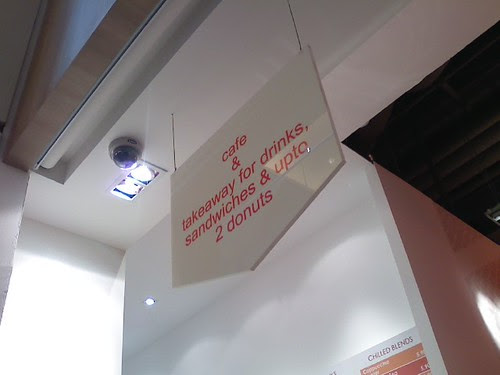 cafe
&
takeaway for drinks,
sandwiches & upto
2 donuts
CHILLED BLENDS